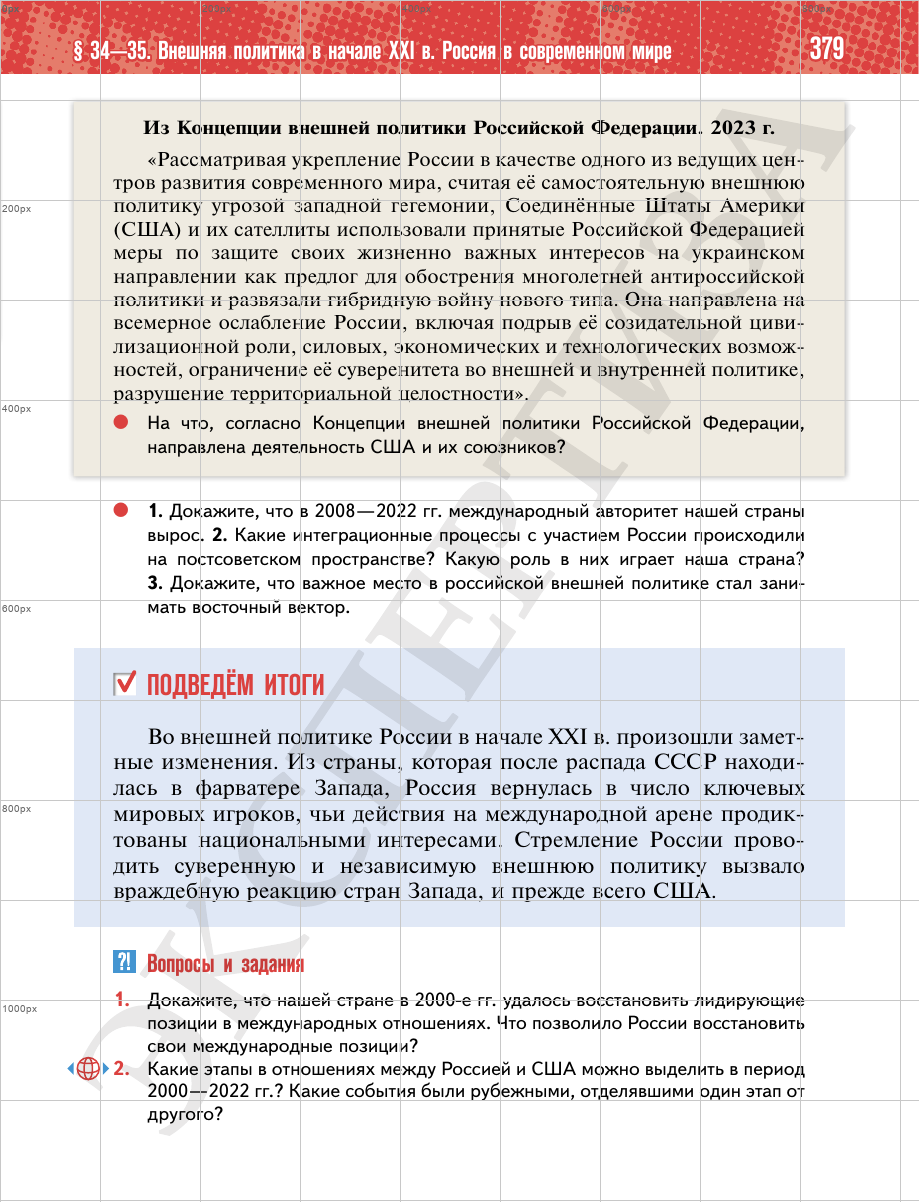 § 34—35. Внешняя политика в начале XXI в. Россия в современном мире 379
Из Концепции внешней политики Российской Федерации. 2023 г.
«Рассматривая укрепление России в качестве одного из ведущих цен-
тров развития современного мира, считая её самостоятельную внешнюю
политику угрозой западной гегемонии, Соединённые Штаты Америки
(США) и их сателлиты использовали принятые Российской Федерацией
меры по защите своих жизненно важных интересов на украинском
направлении как предлог для обострения многолетней антироссийской
политики и развязали гибридную войну нового типа. Она направлена на
всемерное ослабление России, включая подрыв её созидательной циви-
лизационной роли, силовых, экономических и технологических возмож-
ностей, ограничение её суверенитета во внешней и внутренней политике,
разрушение территориальной целостности».
На что, согласно Концепции внешней политики Российской Федерации,
направлена деятельность США и их союзников?
1. Докажите, что в 2008—2022 гг. международный авторитет нашей страны
вырос. 2. Какие интеграционные процессы с участием России происходили
на постсоветском пространстве? Какую роль в них играет наша страна?
3. Докажите, что важное место в российской внешней политике стал зани-
мать восточный вектор.
ПОДВЕДЁМ ИТОГИ
Во внешней политике России в начале XXI в. произошли замет-
ные изменения. Из страны, которая после распада СССР находи-
лась в фарватере Запада, Россия вернулась в число ключевых
мировых игроков, чьи действия на международной арене продик-
тованы национальными интересами. Стремление России прово-
дить суверенную и независимую внешнюю политику вызвало
враждебную реакцию стран Запада, и прежде всего США.
?! Вопросы и задания
1. Докажите, что нашей стране в 2000-е гг. удалось восстановить лидирующие
позиции в международных отношениях. Что позволило России восстановить
свои международные позиции?
2. Какие этапы в отношениях между Россией и США можно выделить в период
2000—2022 гг.? Какие события были рубежными, отделявшими один этап от
другого?
ЭКСПЕРТИЗА
200px
400px
600px
800px
1000px